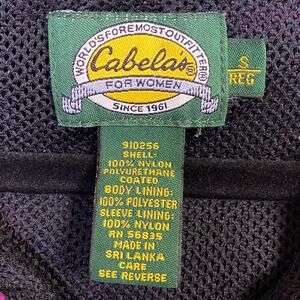 WORLD'S FOREMOST OUTFITTER®
Cabela's®
FOR WOMEN
SINCE 1961
S
REG
910256
SHELL:
100% NYLON
POLYURETHANE
COATED
BODY LINING:
100% POLYESTER
SLEEVE LINING:
100% NYLON
RN 56835
MADE IN
SRI LANKA
CARE
SEE REVERSE